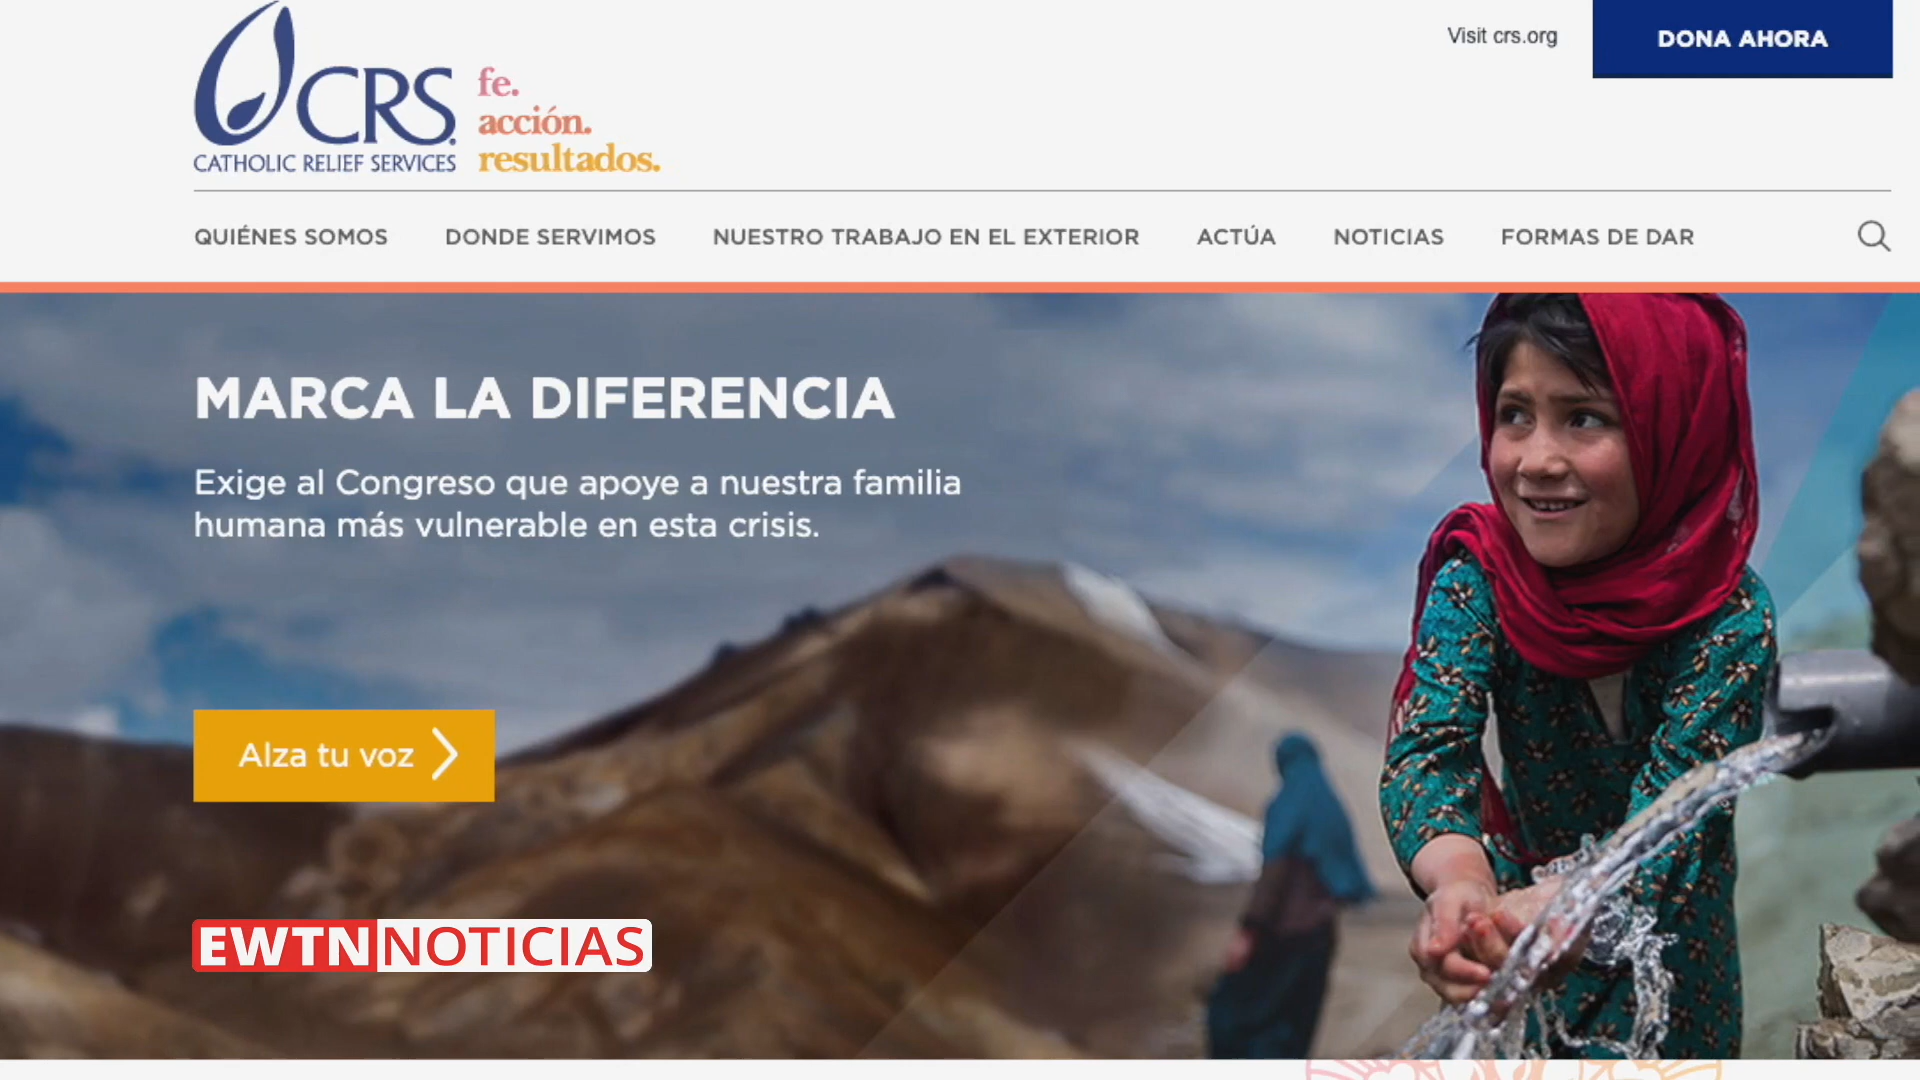 CRS
CATHOLIC RELIEF SERVICES
fe.
acción.
resultados.
Visit crs.org
DONA AHORA
QUIÉNES SOMOS
DONDE SERVIMOS
NUESTRO TRABAJO EN EL EXTERIOR
ACTÚA
NOTICIAS
FORMAS DE DAR
MARCA LA DIFERENCIA
Exige al Congreso que apoye a nuestra familia
humana más vulnerable en esta crisis.
Alza tu voz
EWTN NOTICIAS